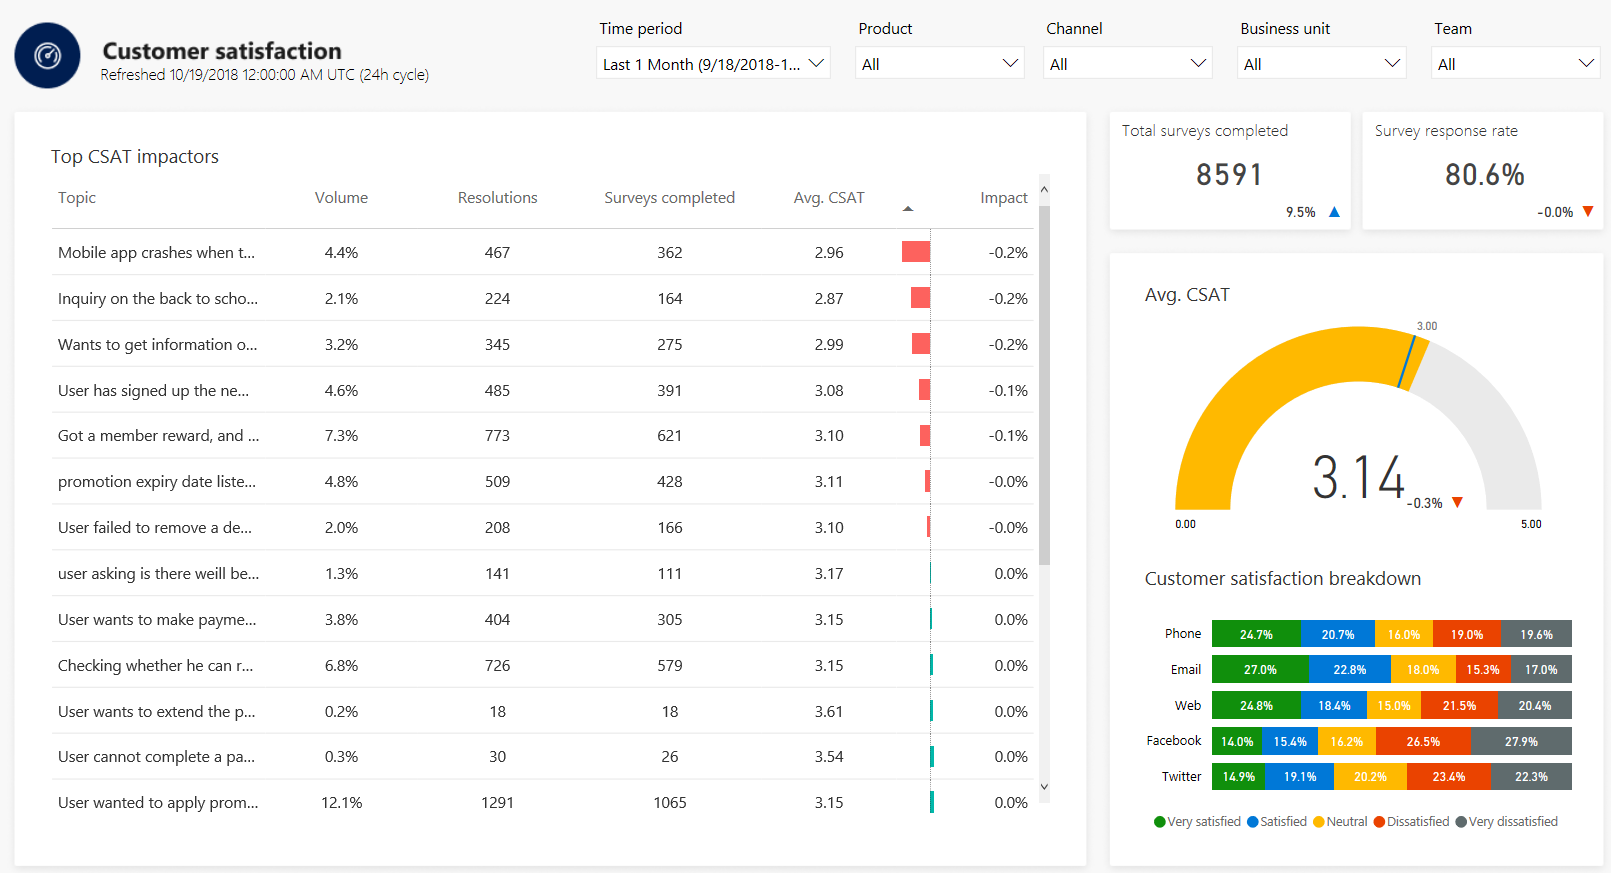 Customer satisfaction
Refreshed 10/19/2018 12:00:00 AM UTC (24h cycle)
Time period
Last 1 Month (9/18/2018-1...
Product
All
Channel
All
Business unit
All
Team
All
Top CSAT impactors
Topic Volume Resolutions Surveys completed Avg. CSAT Impact
Mobile app crashes when t... 4.4% 467 362 2.96 -0.2%
Inquiry on the back to scho... 2.1% 224 164 2.87 -0.2%
Wants to get information o... 3.2% 345 275 2.99 -0.2%
User has signed up the ne... 4.6% 485 391 3.08 -0.1%
Got a member reward, and ... 7.3% 773 621 3.10 -0.1%
promotion expiry date liste... 4.8% 509 428 3.11 -0.0%
User failed to remove a de... 2.0% 208 166 3.10 -0.0%
user asking is there weill be... 1.3% 141 111 3.17 0.0%
User wants to make payme... 3.8% 404 305 3.15 0.0%
Checking whether he can r... 6.8% 726 579 3.15 0.0%
User wants to extend the p... 0.2% 18 18 3.61 0.0%
User cannot complete a pa... 0.3% 30 26 3.54 0.0%
User wanted to apply prom... 12.1% 1291 1065 3.15 0.0%
Total surveys completed
8591
9.5%
Survey response rate
80.6%
-0.0%
Avg. CSAT
3.00
3.14
-0.3%
0.00 5.00
Customer satisfaction breakdown
Phone 24.7% 20.7% 16.0% 19.0% 19.6%
Email 27.0% 22.8% 18.0% 15.3% 17.0%
Web 24.8% 18.4% 15.0% 21.5% 20.4%
Facebook 14.0% 15.4% 16.2% 26.5% 27.9%
Twitter 14.9% 19.1% 20.2% 23.4% 22.3%
Very satisfied Satisfied Neutral Dissatisfied Very dissatisfied